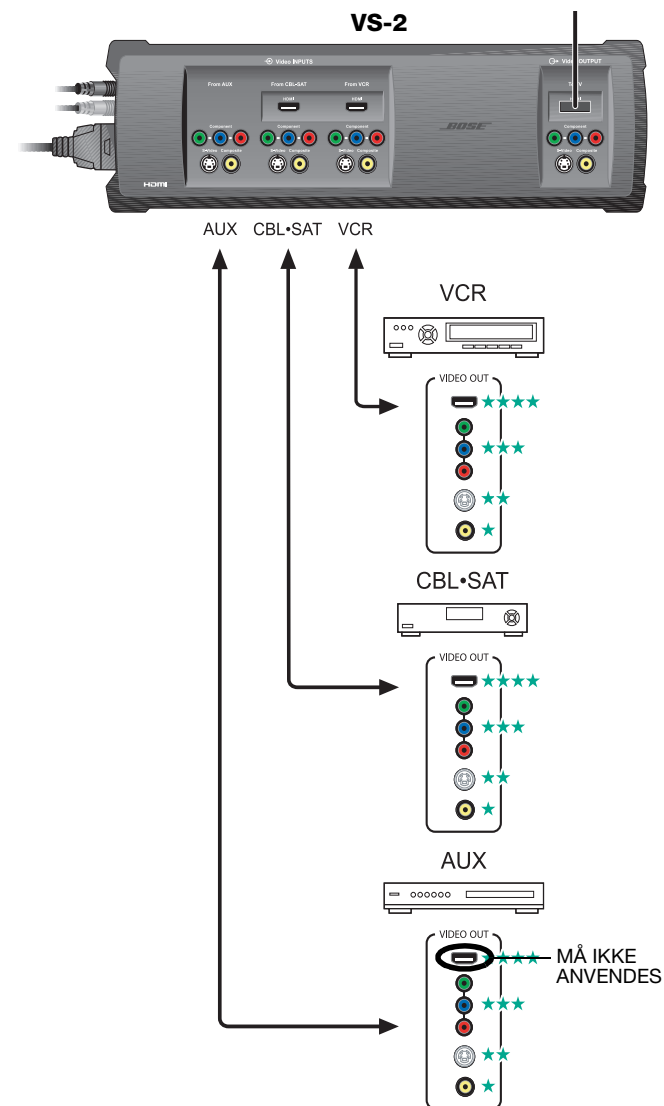 VS-2
Video INPUTS
Video OUTPUT
From AUX
From CBL•SAT
From VCR
HDMI
HDMI
Component
Component
Component
Component
S-Video Composite
S-Video Composite
S-Video Composite
S-Video Composite
BOSE
HDMI
AUX CBL•SAT VCR
VCR
VIDEO OUT
CBL•SAT
VIDEO OUT
AUX
VIDEO OUT
MÅ IKKE
ANVENDES